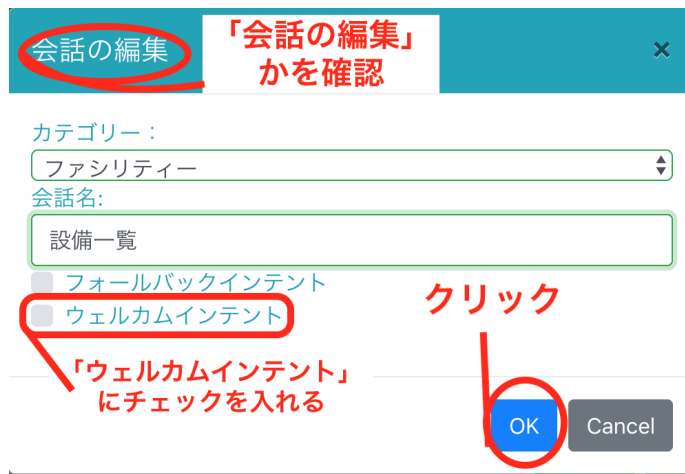 会話の編集
「会話の編集」
かを確認
×
カテゴリー：
ファシリティー
会話名:
設備一覧
フォールバックインテント
ウェルカムインテント
クリック
「ウェルカムインテント」
にチェックを入れる
OK
Cancel